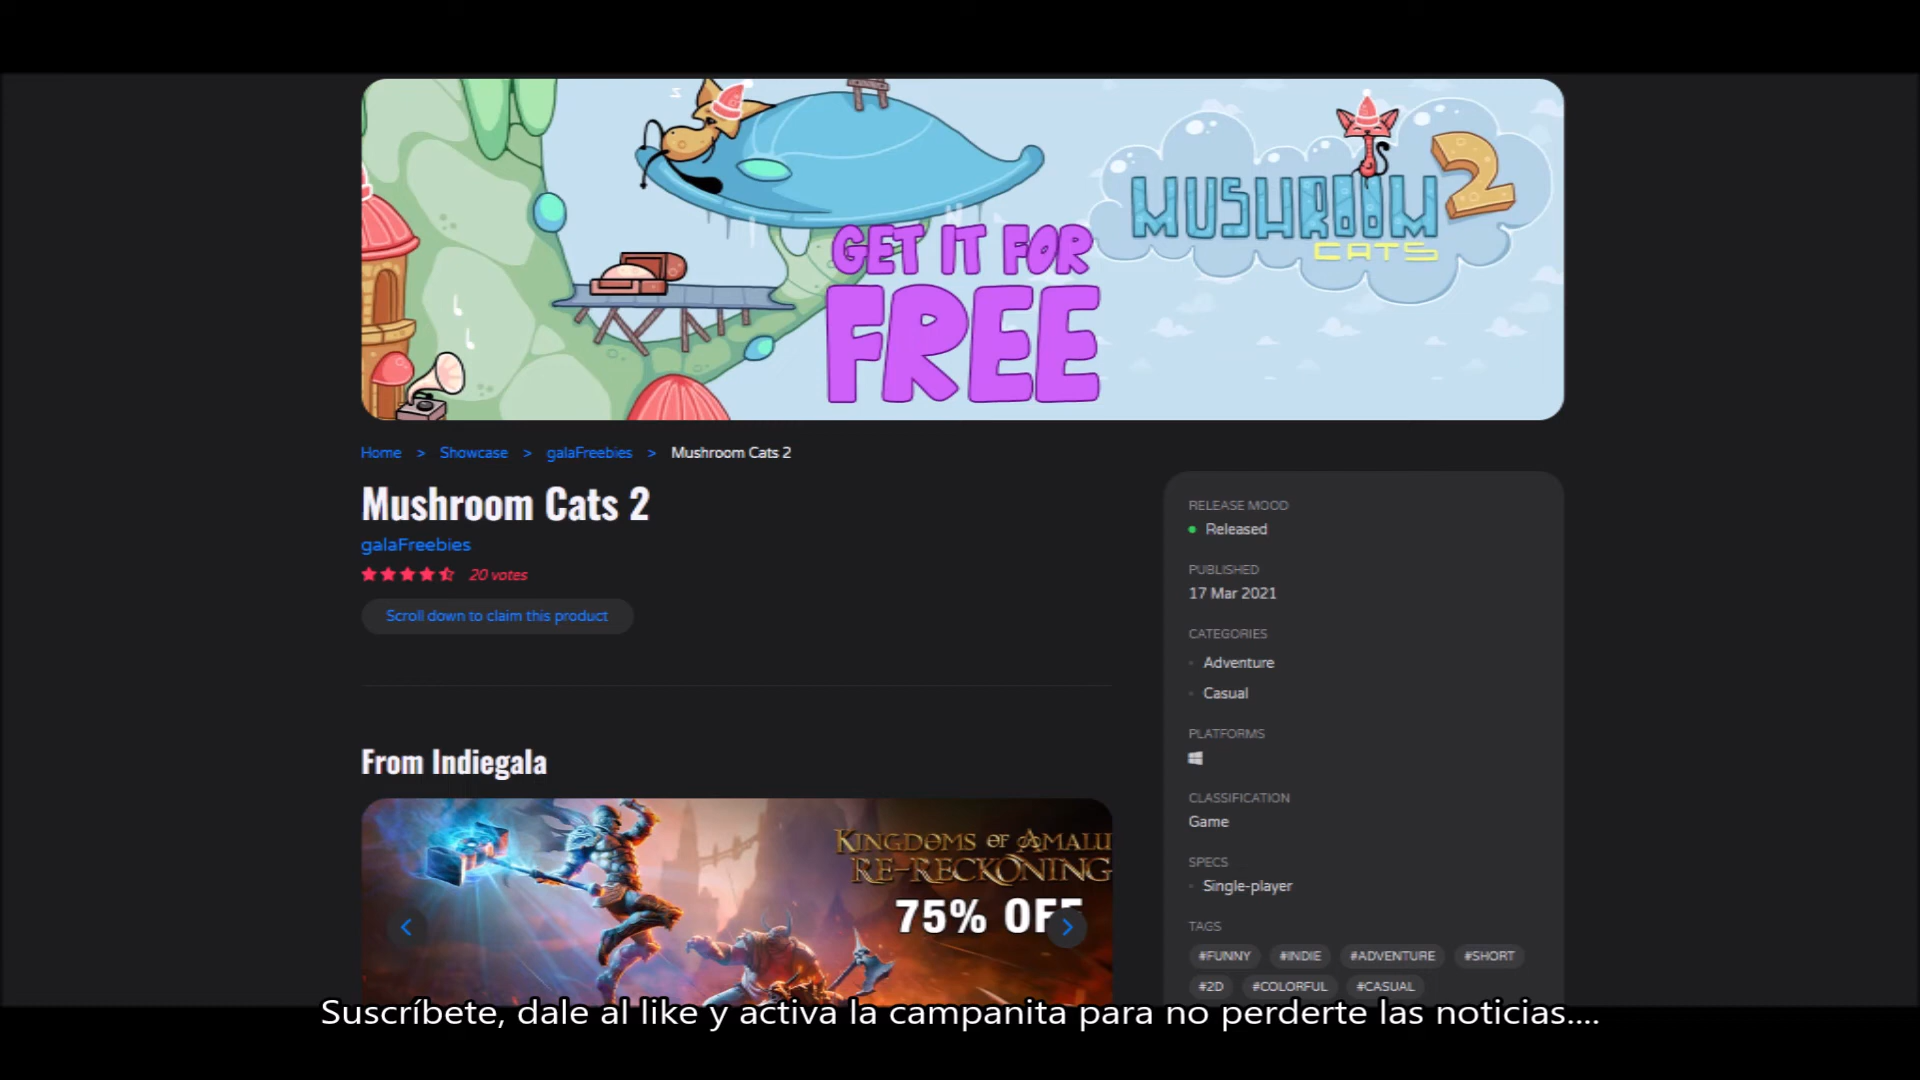 MUSHROOM 2
CATS
GET IT FOR
FREE
Home > Showcase > galaFreebies > Mushroom Cats 2
Mushroom Cats 2
galaFreebies
20 votes
Scroll down to claim this product
From Indiegala
KINGDOMS OF AMALU
RE-RECKONING
75% OFF
RELEASE MOOD
Released
PUBLISHED
17 Mar 2021
CATEGORIES
Adventure
Casual
PLATFORMS
CLASSIFICATION
Game
SPECS
Single-player
TAGS
#FUNNY #INDIE #ADVENTURE #SHORT
#2D #COLORFUL #CASUAL
Suscríbete, dale al like y activa la campanita para no perderte las noticias....